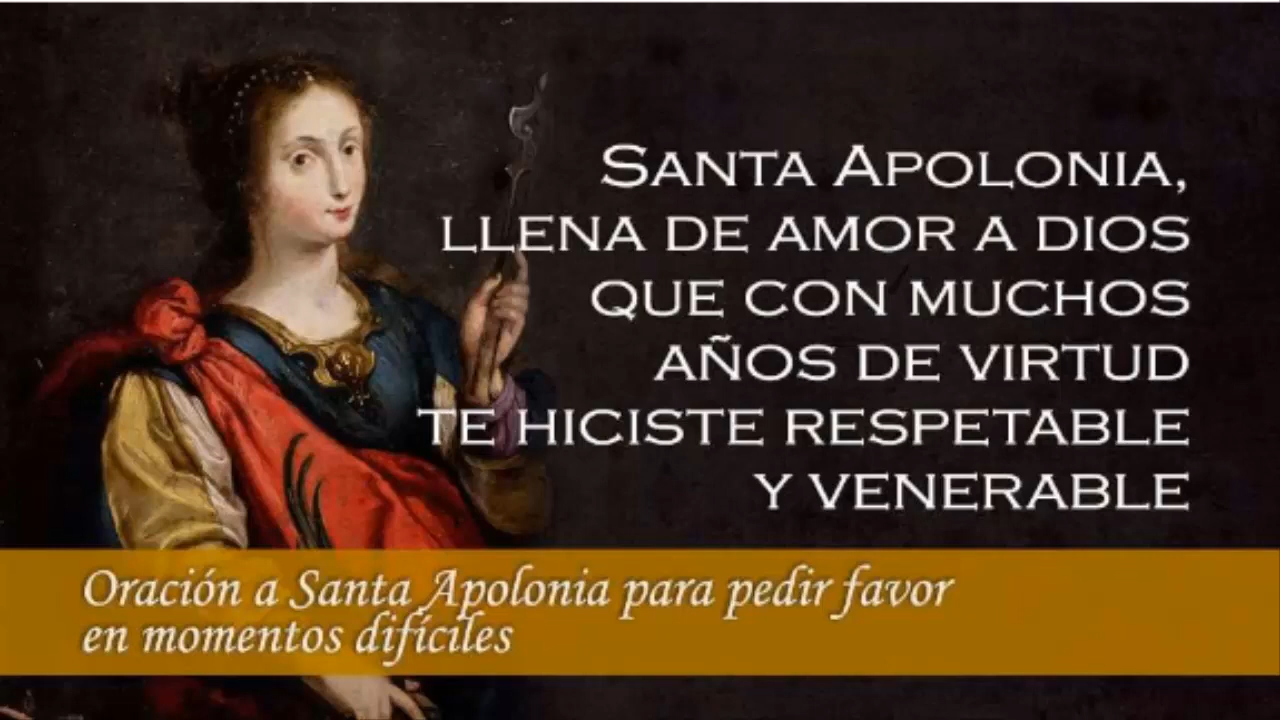 SANTA APOLONIA,
LLENA DE AMOR A DIOS
QUE CON MUCHOS
AÑOS DE VIRTUD
TE HICISTE RESPETABLE
Y VENERABLE
Oración a Santa Apolonia para pedir favor
en momentos difíciles